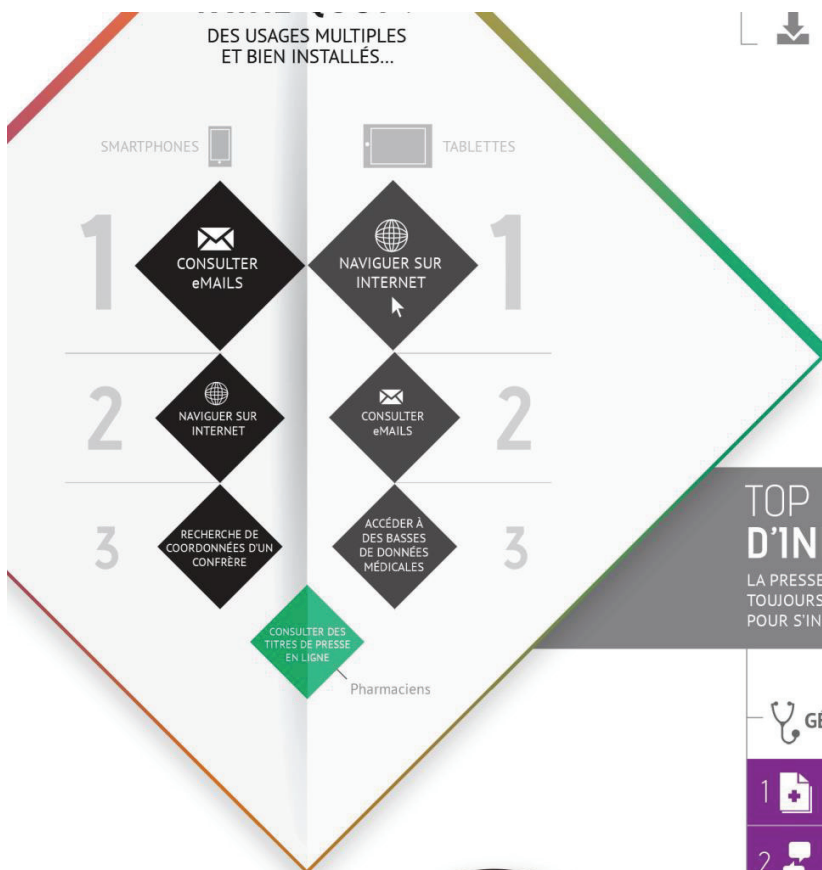 DES USAGES MULTIPLES
ET BIEN INSTALLÉS...
SMARTPHONES
TABLETTES
1
CONSULTER
eMAILS
NAVIGUER SUR
INTERNET
1
2
NAVIGUER SUR
INTERNET
CONSULTER
eMAILS
2
3
RECHERCHE DE
COORDONNÉES D'UN
CONFRÈRE
ACCÉDER À
DES BASSES
DE DONNÉES
MÉDICALES
3
CONSULTER DES
TITRES DE PRESSE
EN LIGNE
Pharmaciens
TOP
D'IN
LA PRESSE
TOUJOURS
POUR S'IN
GÉ
1
2